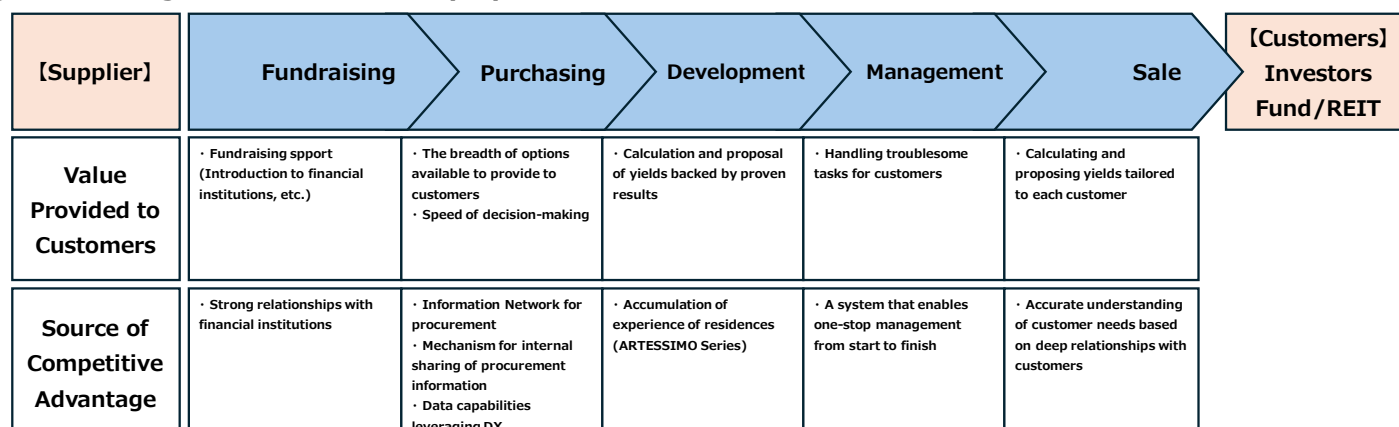 【Supplier】
Fundraising
Purchasing
Development
Management
Sale
【Customers】
Investors
Fund/REIT
Value
Provided to
Customers
・Fundraising spport
(Introduction to financial
institutions, etc.)
・The breadth of options
available to provide to
customers
・Speed of decision-making
・Calculation and proposal
of yields backed by proven
results
・Handling troublesome
tasks for customers
・Calculating and
proposing yields tailored
to each customer
Source of
Competitive
Advantage
・Strong relationships with
financial institutions
・Information Network for
procurement
・Mechanism for internal
sharing of procurement
information
・Data capabilities
leveraging DX
・Accumulation of
experience of residences
(ARTESSIMO Series)
・A system that enables
one-stop management
from start to finish
・Accurate understanding
of customer needs based
on deep relationships with
customers